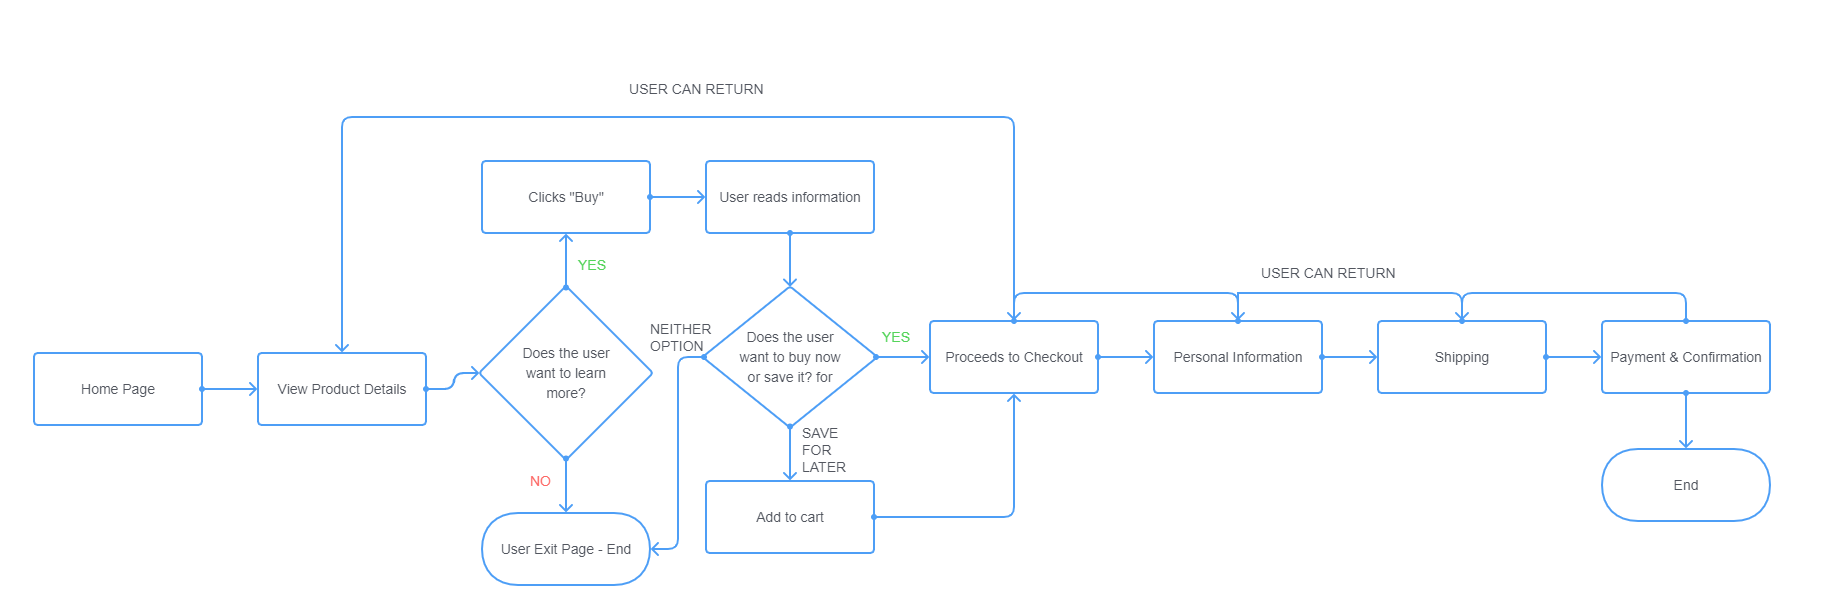 USER CAN RETURN
Clicks "Buy"
User reads information
YES
USER CAN RETURN
NEITHER
OPTION
Does the user
want to buy now
or save it? for
YES
Proceeds to Checkout
Personal Information
Shipping
Payment & Confirmation
Home Page
View Product Details
Does the user
want to learn
more?
SAVE
FOR
LATER
NO
Add to cart
End
User Exit Page - End